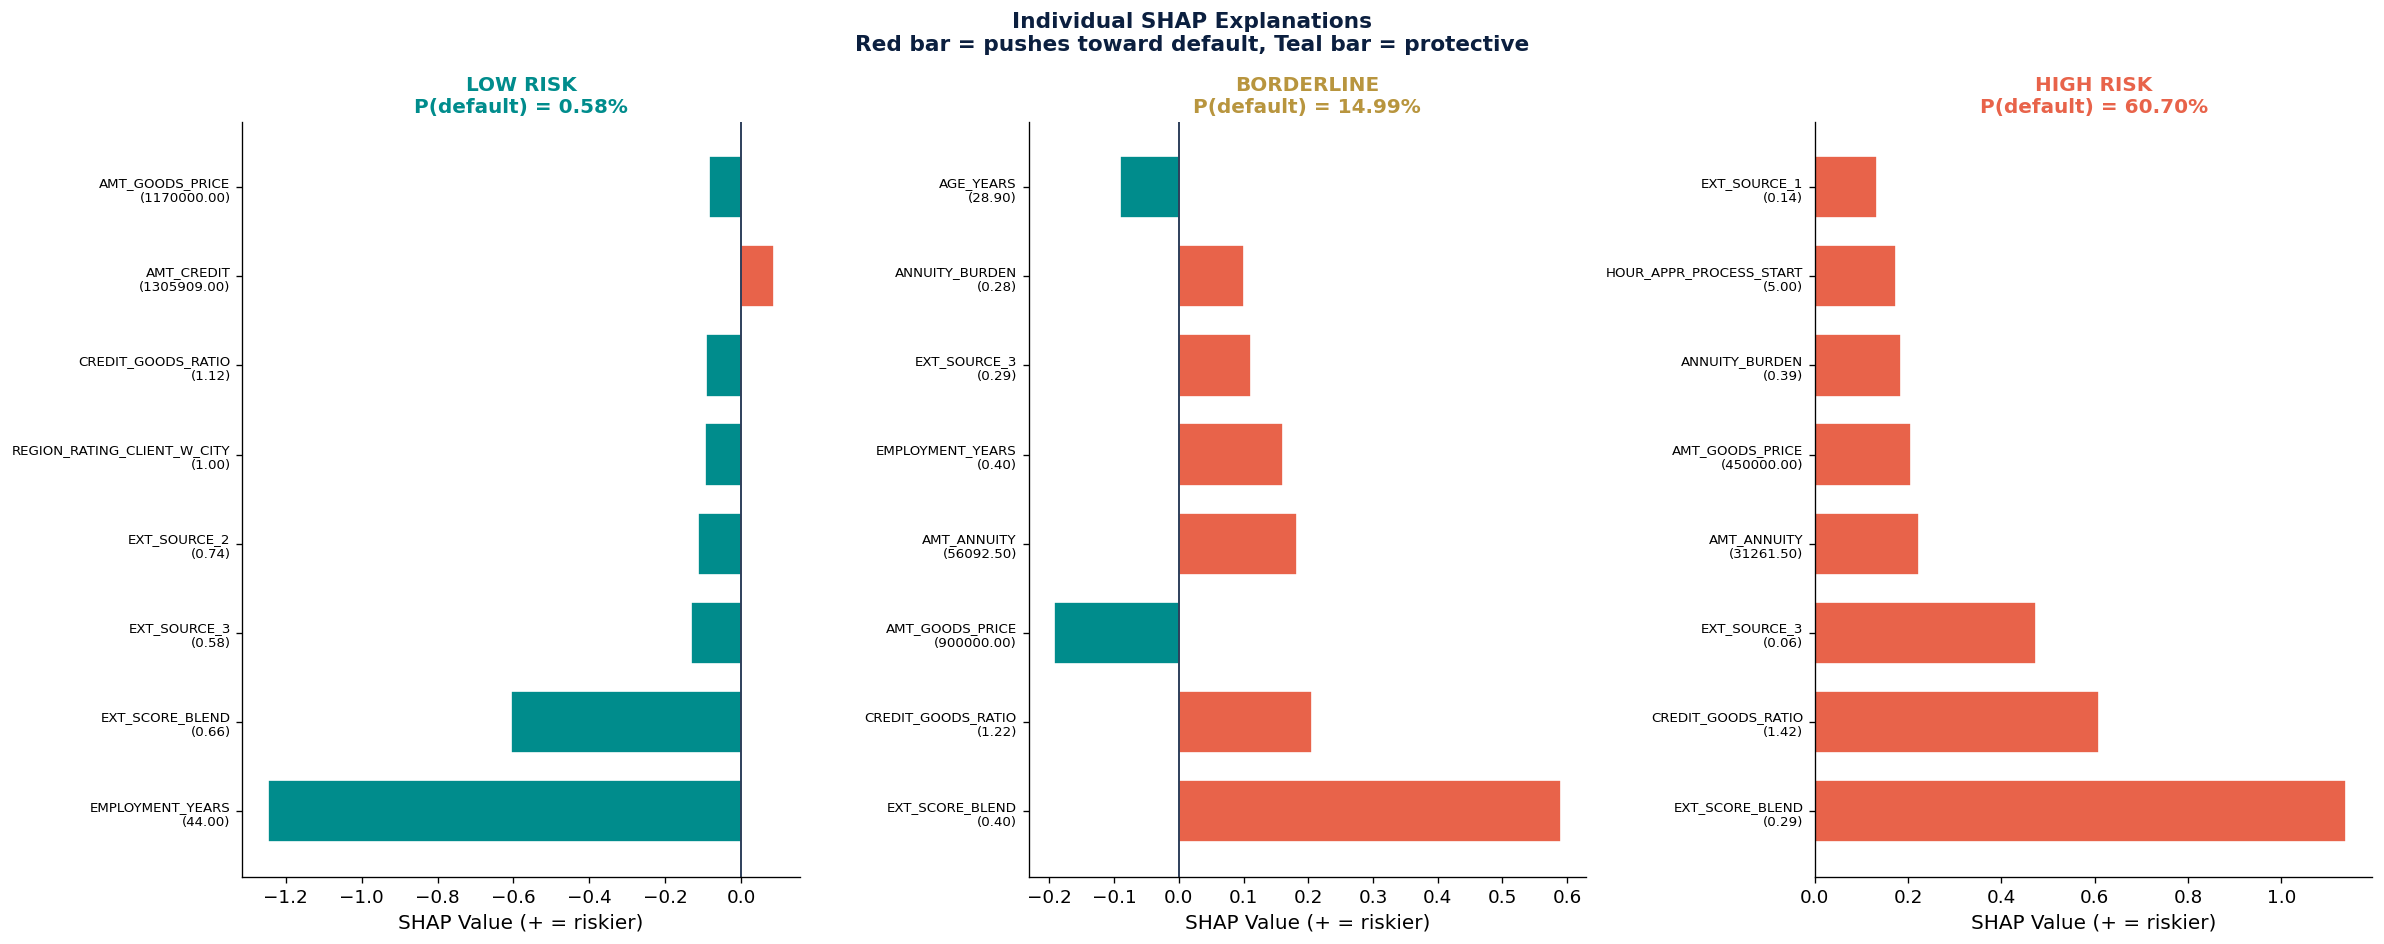 Individual SHAP Explanations
Red bar = pushes toward default, Teal bar = protective
LOW RISK
P(default) = 0.58%
AMT_GOODS_PRICE
(1170000.00)
AMT_CREDIT
(1305909.00)
CREDIT_GOODS_RATIO
(1.12)
REGION_RATING_CLIENT_W_CITY
(1.00)
EXT_SOURCE_2
(0.74)
EXT_SOURCE_3
(0.58)
EXT_SCORE_BLEND
(0.66)
EMPLOYMENT_YEARS
(44.00)
−1.2 −1.0 −0.8 −0.6 −0.4 −0.2 0.0
SHAP Value (+ = riskier)
BORDERLINE
P(default) = 14.99%
AGE_YEARS
(28.90)
ANNUITY_BURDEN
(0.28)
EXT_SOURCE_3
(0.29)
EMPLOYMENT_YEARS
(0.40)
AMT_ANNUITY
(56092.50)
AMT_GOODS_PRICE
(900000.00)
CREDIT_GOODS_RATIO
(1.22)
EXT_SCORE_BLEND
(0.40)
−0.2 −0.1 0.0 0.1 0.2 0.3 0.4 0.5 0.6
SHAP Value (+ = riskier)
HIGH RISK
P(default) = 60.70%
EXT_SOURCE_1
(0.14)
HOUR_APPR_PROCESS_START
(5.00)
ANNUITY_BURDEN
(0.39)
AMT_GOODS_PRICE
(450000.00)
AMT_ANNUITY
(31261.50)
EXT_SOURCE_3
(0.06)
CREDIT_GOODS_RATIO
(1.42)
EXT_SCORE_BLEND
(0.29)
0.0 0.2 0.4 0.6 0.8 1.0
SHAP Value (+ = riskier)